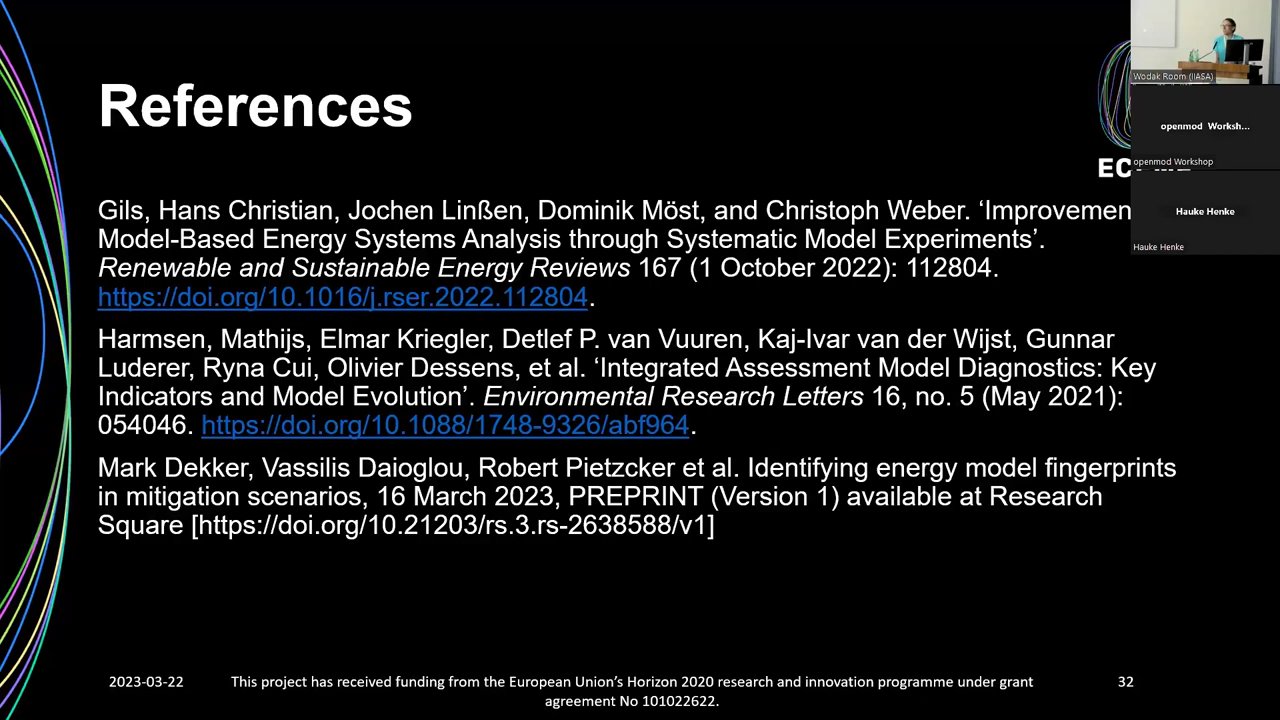 References
Gils, Hans Christian, Jochen Linßen, Dominik Möst, and Christoph Weber. ‘Improvemen
Model-Based Energy Systems Analysis through Systematic Model Experiments’.
Renewable and Sustainable Energy Reviews 167 (1 October 2022): 112804.
https://doi.org/10.1016/j.rser.2022.112804.
Harmsen, Mathijs, Elmar Kriegler, Detlef P. van Vuuren, Kaj-Ivar van der Wijst, Gunnar
Luderer, Ryna Cui, Olivier Dessens, et al. ‘Integrated Assessment Model Diagnostics: Key
Indicators and Model Evolution’. Environmental Research Letters 16, no. 5 (May 2021):
054046. https://doi.org/10.1088/1748-9326/abf964.
Mark Dekker, Vassilis Daioglou, Robert Pietzcker et al. Identifying energy model fingerprints
in mitigation scenarios, 16 March 2023, PREPRINT (Version 1) available at Research
Square [https://doi.org/10.21203/rs.3.rs-2638588/v1]
2023-03-22
This project has received funding from the European Union’s Horizon 2020 research and innovation programme under grant
agreement No 101022622.
32
Wodak Room (IIASA)
openmod Worksh...
openmod Workshop
Hauke Henke
Hauke Henke